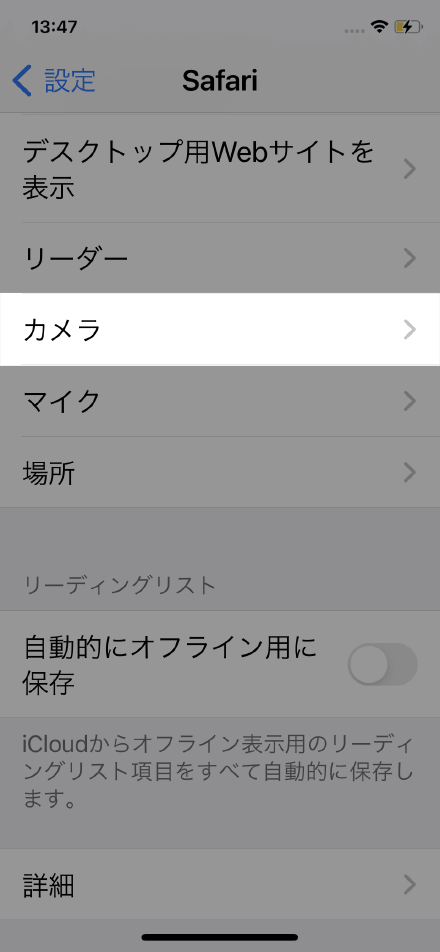 13:47
設定
Safari
デスクトップ用Webサイトを
表示
リーダー
カメラ
マイク
場所
リーディングリスト
自動的にオフライン用に
保存
iCloudからオフライン表示用のリーディ
ングリスト項目をすべて自動的に保存し
ます。
詳細